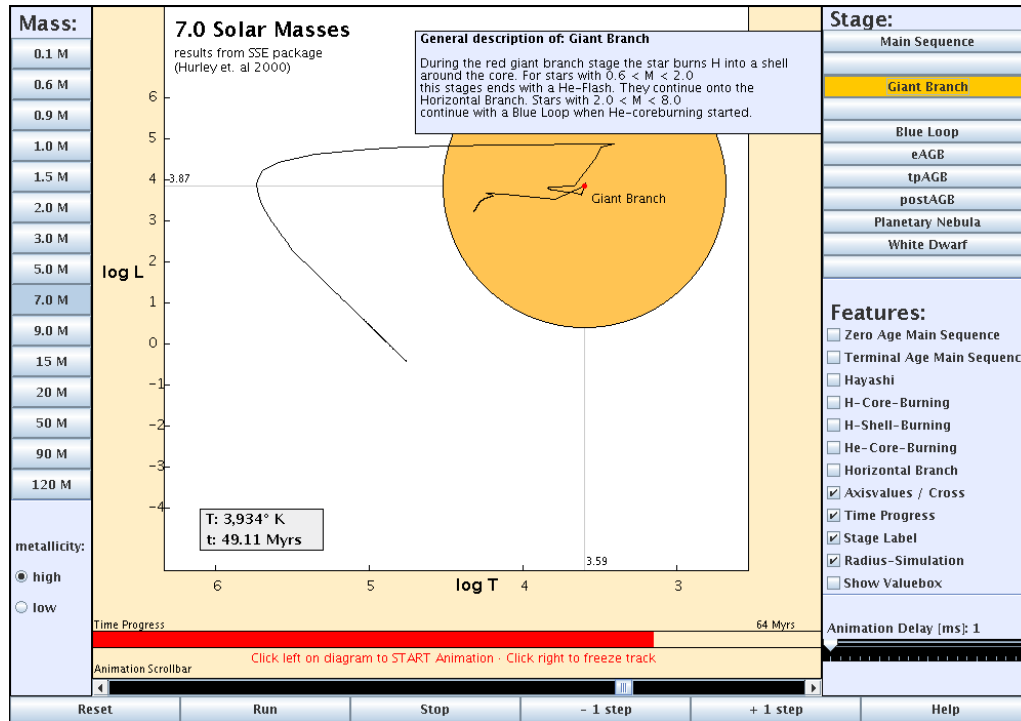 Mass:
0.1 M
0.6 M
0.9 M
1.0 M
1.5 M
2.0 M
3.0 M
5.0 M
7.0 M
9.0 M
15 M
20 M
50 M
90 M
120 M
metallicity:
high
low
7.0 Solar Masses
results from SSE package
(Hurley et. al 2000)
General description of: Giant Branch
During the red giant branch stage the star burns H into a shell
around the core. For stars with 0.6 < M < 2.0
this stages ends with a He-Flash. They continue onto the
Horizontal Branch. Stars with 2.0 < M < 8.0
continue with a Blue Loop when He-coreburning started.
6
5
4
3
2
1
0
-1
-2
-3
-4
log L
3.87
Giant Branch
T: 3,934° K
t: 49.11 Myrs
3.59
6
5
log T
4
3
Time Progress
64 Myrs
Click left on diagram to START Animation · Click right to freeze track
Animation Scrollbar
Stage:
Main Sequence
Giant Branch
Blue Loop
eAGB
tpAGB
postAGB
Planetary Nebula
White Dwarf
Features:
Zero Age Main Sequence
Terminal Age Main Sequenc
Hayashi
H-Core-Burning
H-Shell-Burning
He-Core-Burning
Horizontal Branch
Axisvalues / Cross
Time Progress
Stage Label
Radius-Simulation
Show Valuebox
Animation Delay [ms]: 1
Reset
Run
Stop
- 1 step
+ 1 step
Help